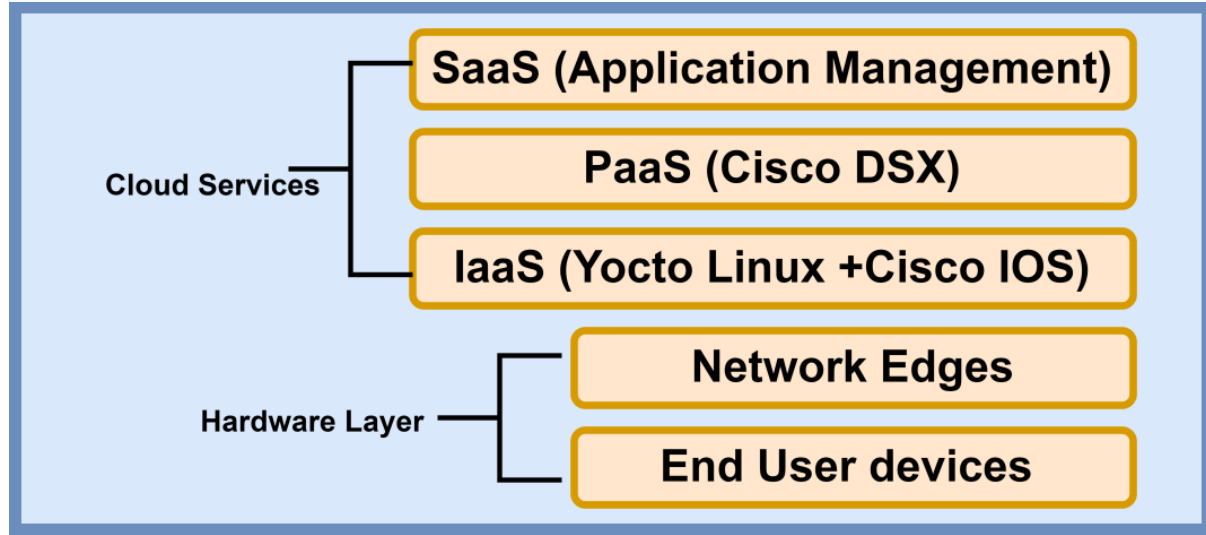 SaaS (Application Management)
PaaS (Cisco DSX)
Cloud Services
IaaS (Yocto Linux +Cisco IOS)
Network Edges
Hardware Layer
End User devices